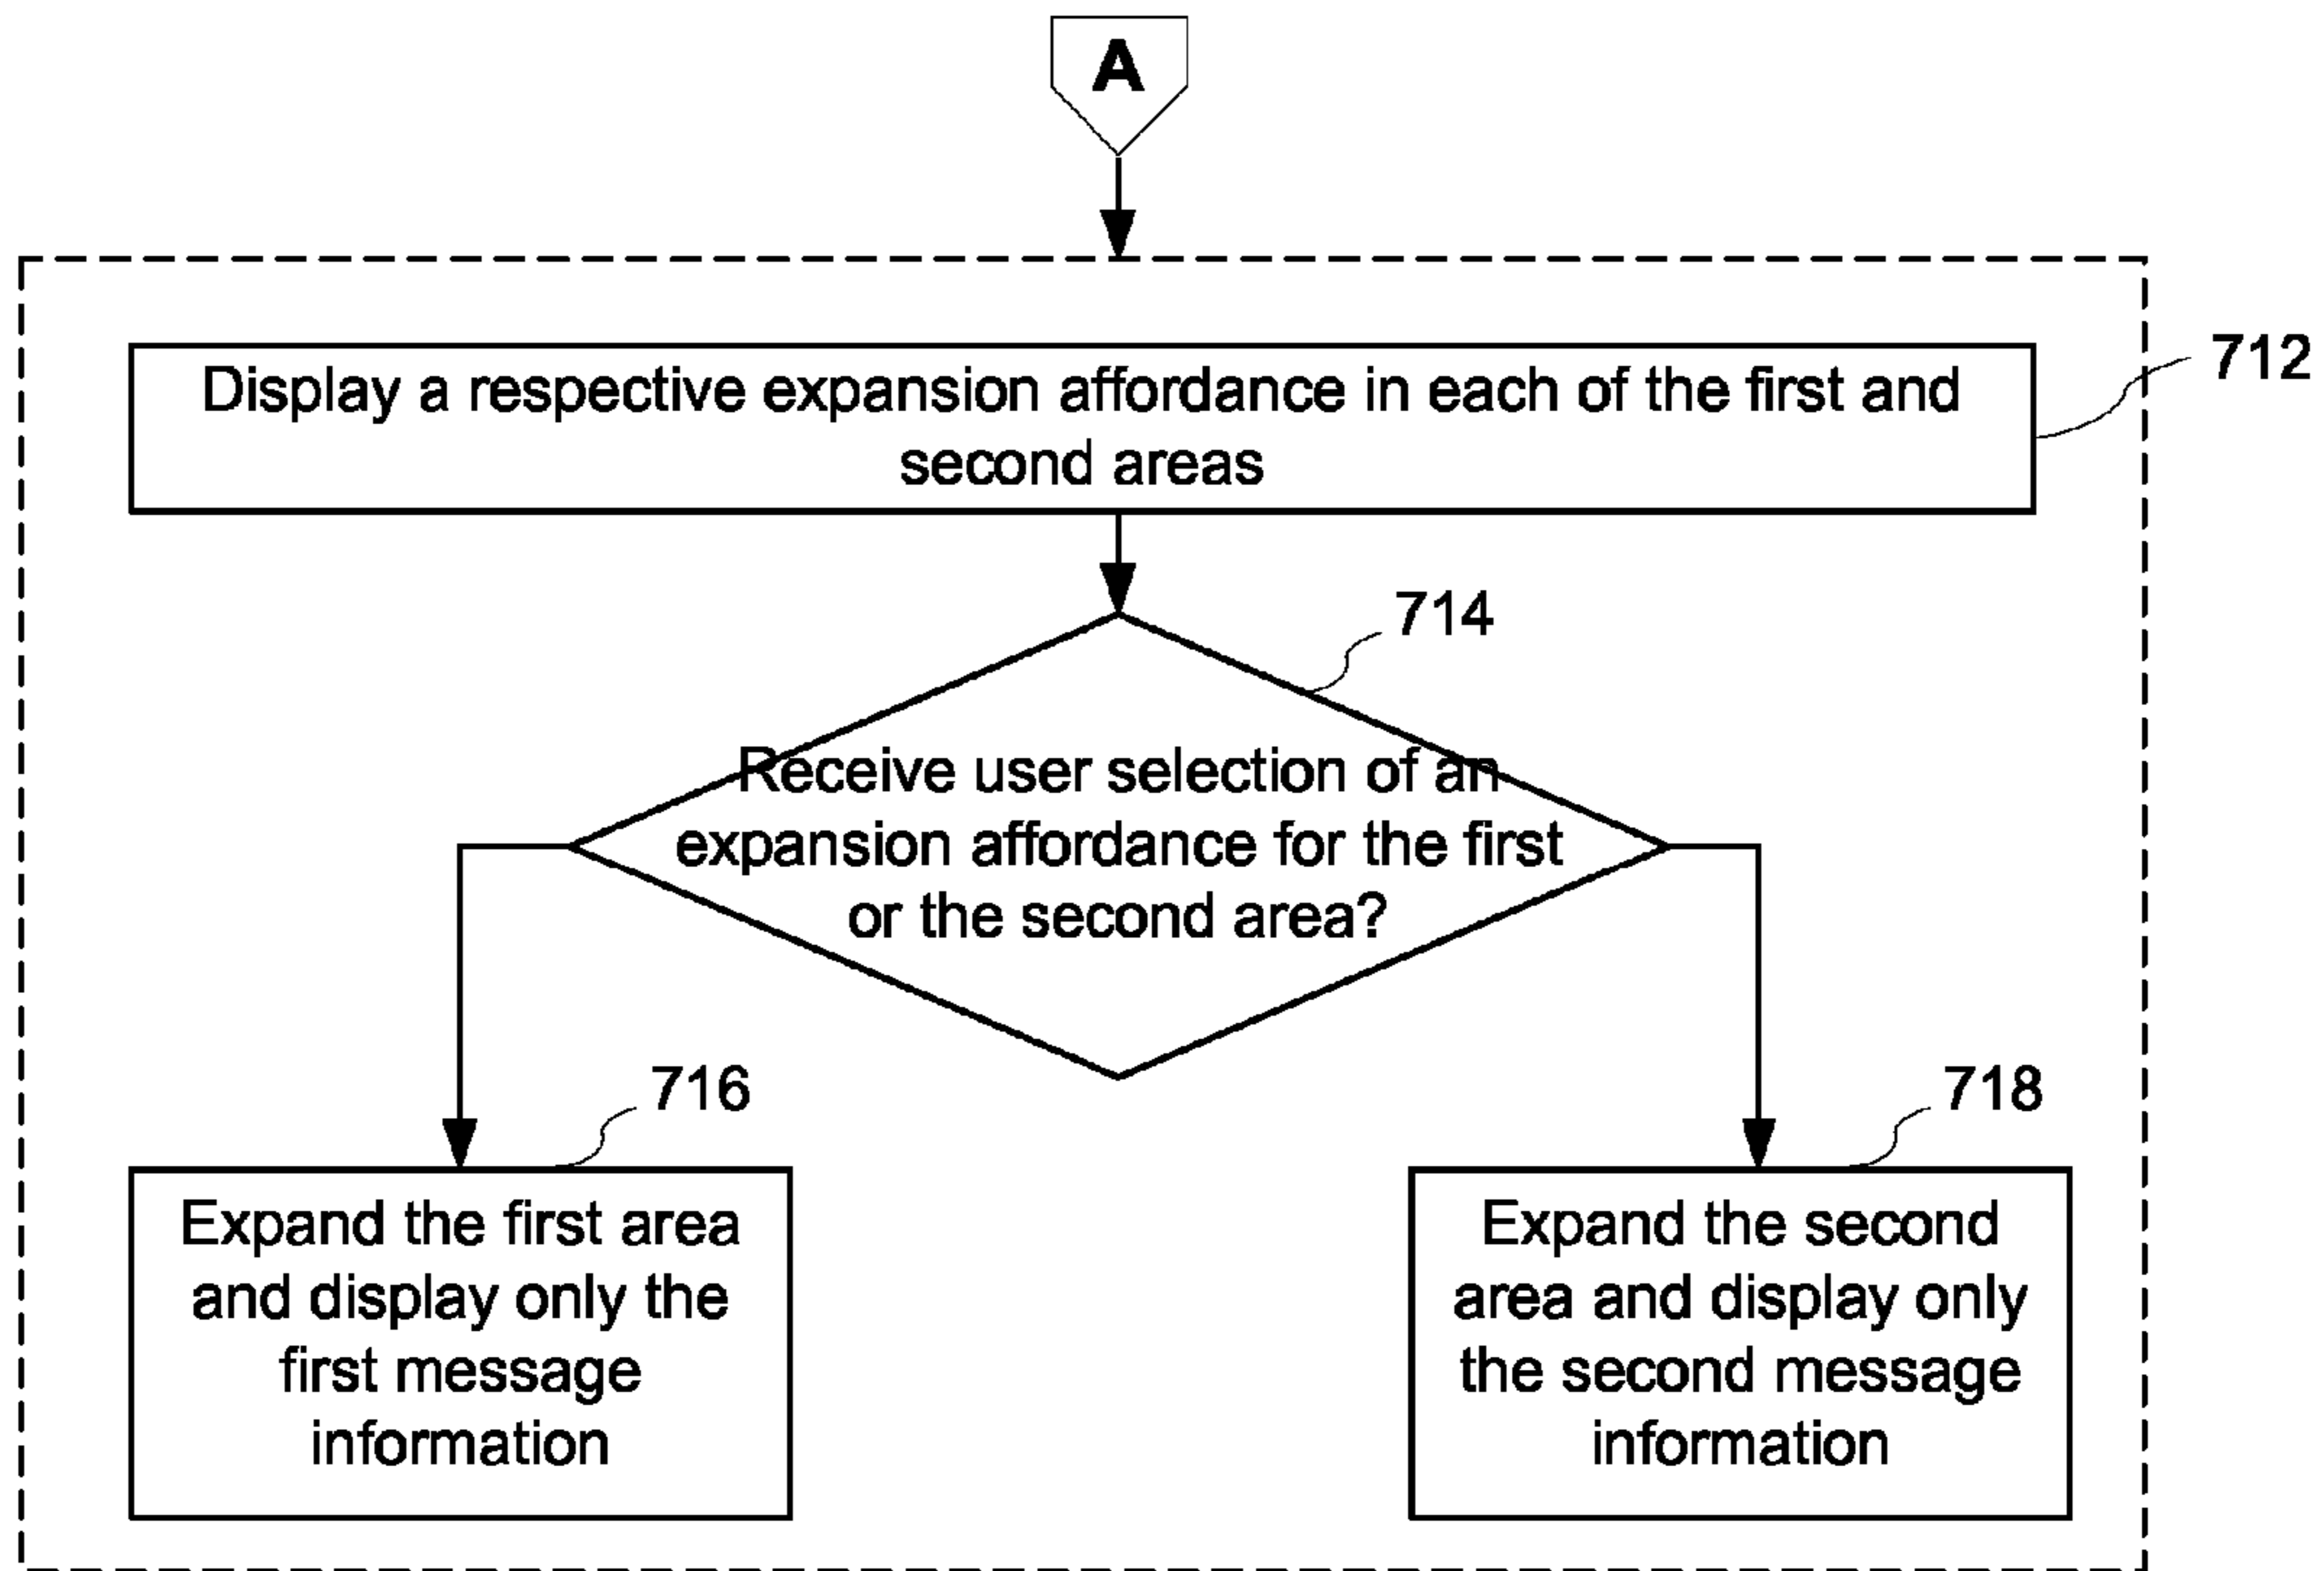 A
Display a respective expansion affordance in each of the first and
second areas
712
714
Receive user selection of an
expansion affordance for the first
or the second area?
716
718
Expand the first area
and display only the
first message
information
Expand the second
area and display only
the second message
information